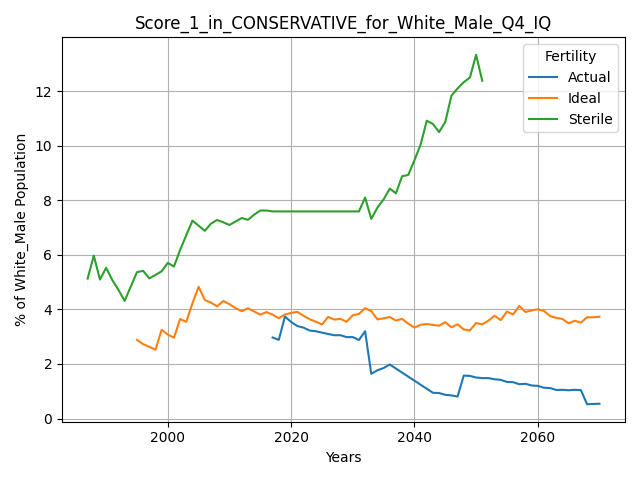 Score_1_in_CONSERVATIVE_for_White_Male_Q4_IQ
Fertility
Actual
Ideal
Sterile
% of White_Male Population
12
10
8
6
4
2
0
2000
2020
2040
2060
Years